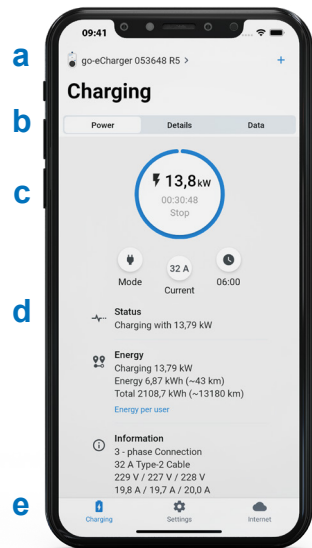 09:41
a
go-eCharger 053648 R5 >
+
Charging
b
Power Details Data
c
13,8 kW
00:30:48
Stop
Mode
32 A
Current
06:00
d
Status
Charging with 13,79 kW
Energy
Charging 13,79 kW
Energy 6,87 kWh (~43 km)
Total 2108,7 kWh (~13180 km)
Energy per user
Information
3 - phase Connection
32 A Type-2 Cable
229 V / 227 V / 228 V
19,8 A / 19,7 A / 20,0 A
e
Charging Settings Internet